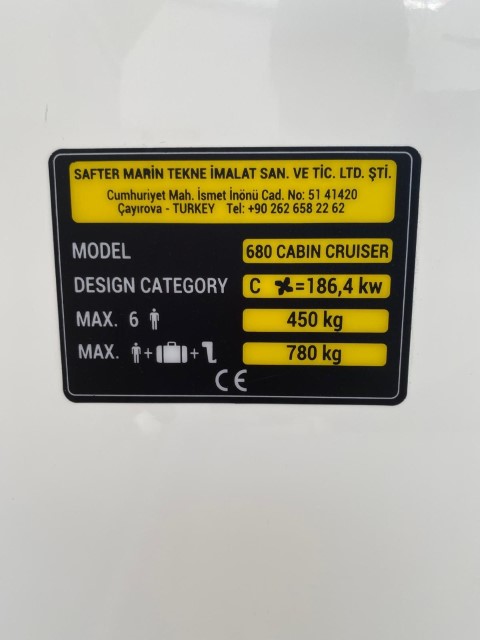 SAFTER MARİN TEKNE İMALAT SAN. VE TİC. LTD. ŞTİ.
Cumhuriyet Mah. İsmet İnönü Cad. No: 51 41420
Çayırova - TURKEY Tel: +90 262 658 22 62
MODEL 680 CABIN CRUISER
DESIGN CATEGORY C =186,4 kw
MAX. 6 450 kg
MAX. + + 780 kg
CE